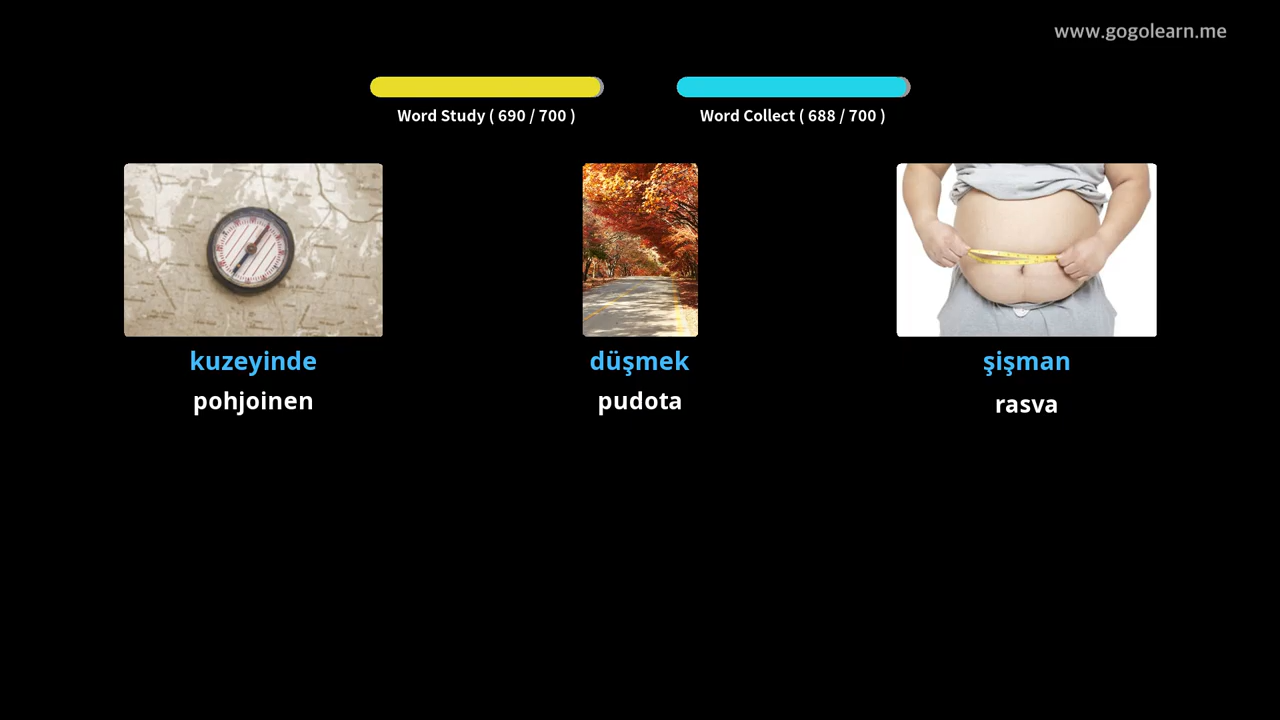 www.gogolearn.me
Word Study ( 690 / 700 )
Word Collect ( 688 / 700 )
kuzeyinde
düşmek
şişman
pohjoinen
pudota
rasva